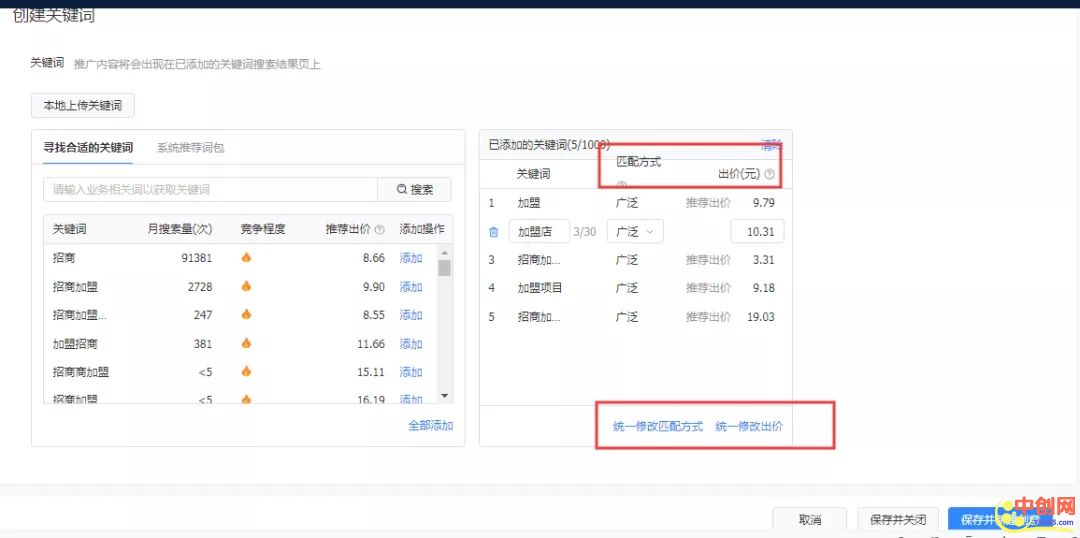 创建关键词
关键词 推广内容将会出现在已添加的关键词搜索结果页上
本地上传关键词
寻找合适的关键词 系统推荐词包
请输入业务相关词以获取关键词 搜索
关键词 月搜索量(次) 竞争程度 推荐出价 添加操作
招商 91381 8.66 添加
招商加盟 2728 9.90 添加
招商加盟... 247 8.55 添加
加盟招商 381 11.66 添加
招商商加盟 <5 15.11 添加
招商加盟 <5 16.19 添加
全部添加
已添加的关键词(5/1000) 清除
关键词 匹配方式 出价(元)
1 加盟 广泛 推荐出价 9.79
加盟店 3/30 广泛 10.31
3 招商加... 广泛 推荐出价 3.31
4 加盟项目 广泛 推荐出价 9.18
5 招商加... 广泛 推荐出价 19.03
统一修改匹配方式 统一修改出价
取消 保存并关闭 保存并
中创网